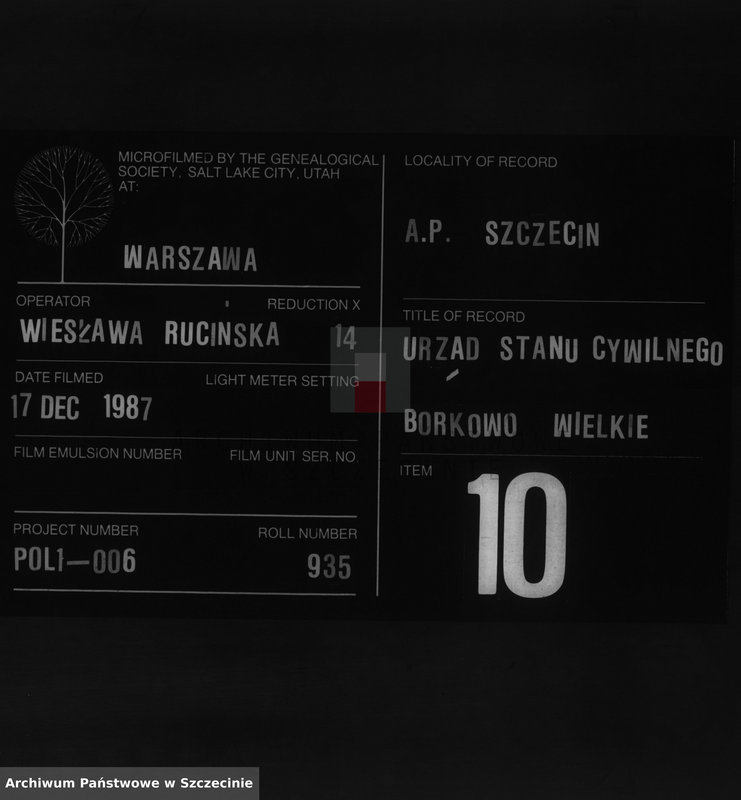 MICROFILMED BY THE GENEALOGICAL
SOCIETY, SALT LAKE CITY, UTAH
AT:
WARSZAWA
OPERATOR REDUCTION X
WIESŁAWA RUCINSKA 14
DATE FILMED LIGHT METER SETTING
17 DEC 1987
FILM EMULSION NUMBER FILM UNIT SER. NO.
PROJECT NUMBER ROLL NUMBER
POL1—006 935
LOCALITY OF RECORD
A.P. SZCZECIN
TITLE OF RECORD
URZĄD STANU CYWILNEGO
BORKOWO WIELKIE
ITEM
10
Archiwum Państwowe w Szczecinie